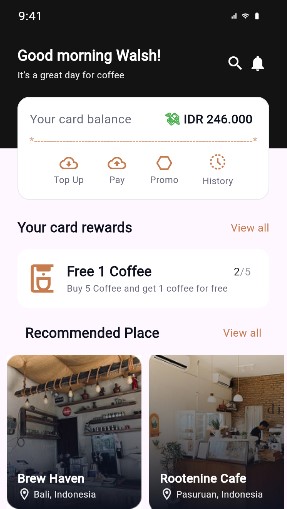 9:41
Good morning Walsh!
It's a great day for coffee
Your card balance
IDR 246.000
Top Up
Pay
Promo
History
Your card rewards
View all
Free 1 Coffee
2/5
Buy 5 Coffee and get 1 coffee for free
Recommended Place
View all
Brew Haven
Bali, Indonesia
Rootenine Cafe
Pasuruan, Indonesia